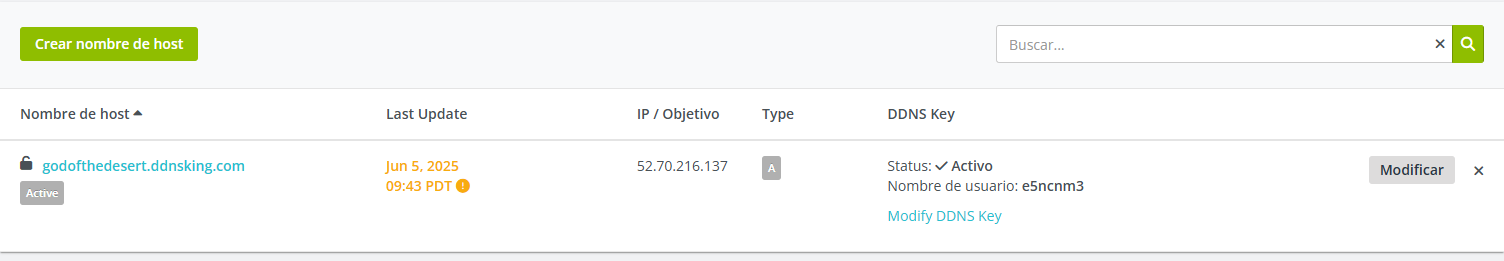 Crear nombre de host
Buscar...
Nombre de host Last Update IP / Objetivo Type DDNS Key
godofthedesert.ddnsking.com Jun 5, 2025 52.70.216.137 A Status: Activo Modificar
Active 09:43 PDT Nombre de usuario: e5ncnm3
Modify DDNS Key